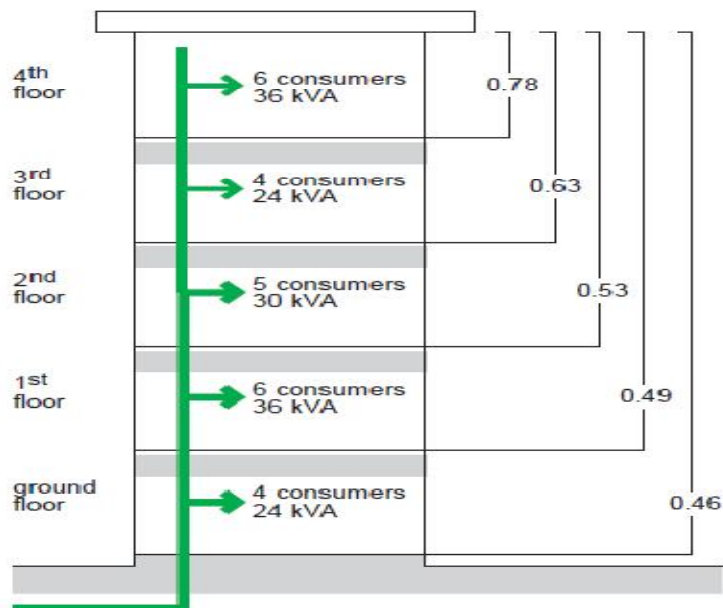 4th
floor
6 consumers
36 kVA
0.78
3rd
floor
4 consumers
24 kVA
0.63
2nd
floor
5 consumers
30 kVA
0.53
1st
floor
6 consumers
36 kVA
0.49
ground
floor
4 consumers
24 kVA
0.46